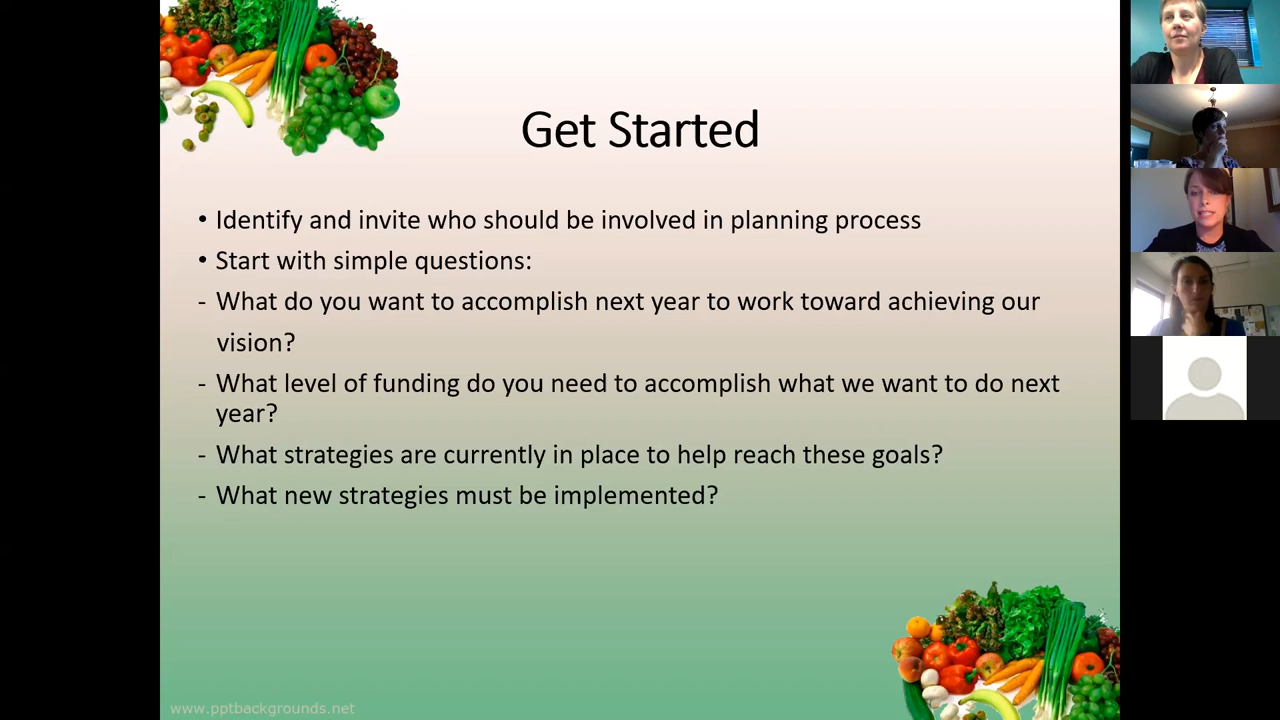 Get Started
• Identify and invite who should be involved in planning process
• Start with simple questions:
- What do you want to accomplish next year to work toward achieving our
vision?
- What level of funding do you need to accomplish what we want to do next
year?
- What strategies are currently in place to help reach these goals?
- What new strategies must be implemented?
www.pptbackgrounds.net